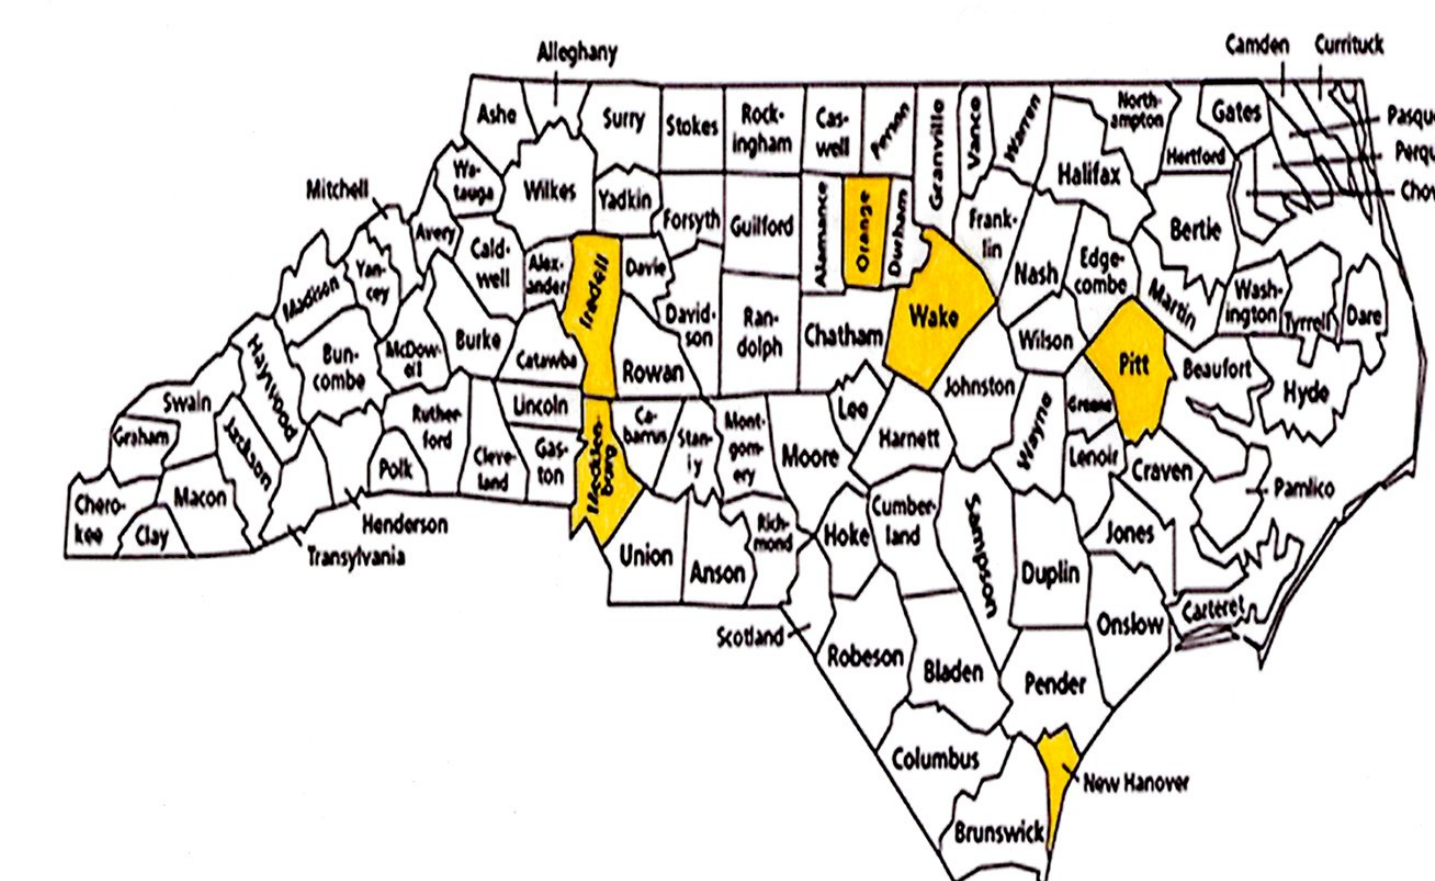 Alleghany
Camden
Currituck
Ashe
Surry
Stokes
Rock-
ingham
Cas-
well
Person
Granville
Vance
Warren
North-
ampton
Gates
Pasqu
Hertford
Perqu
Halifax
Wa-
tauga
Mitchell
Wilkes
Yadkin
Forsyth
Guilford
Alamance
Orange
Durham
Frank-
lin
Bertie
Chov
Avery
Cald-
well
Alex-
ander
Iredell
Davie
Nash
Edge-
combe
Martin
Wash-
ington
Tyrrell
Dare
Madison
Yan-
cey
David-
son
Ran-
dolph
Chatham
Wake
Wilson
Pitt
Beaufort
Hyde
Haywood
Bun-
combe
McDow-
ell
Burke
Catawba
Rowan
Johnston
Greene
Swain
Graham
Jackson
Ruther-
ford
Polk
Cleve-
land
Lincoln
Gas-
ton
Mecklen-
burg
Ca-
barrus
Stan-
ly
Mont-
gom-
ery
Moore
Lee
Harnett
Wayne
Lenoir
Craven
Pamlico
Chero-
kee
Clay
Macon
Henderson
Transylvania
Union
Anson
Rich-
mond
Hoke
Cumber-
land
Sampson
Duplin
Jones
Onslow
Carteret
Scotland
Robeson
Bladen
Pender
Columbus
New Hanover
Brunswick